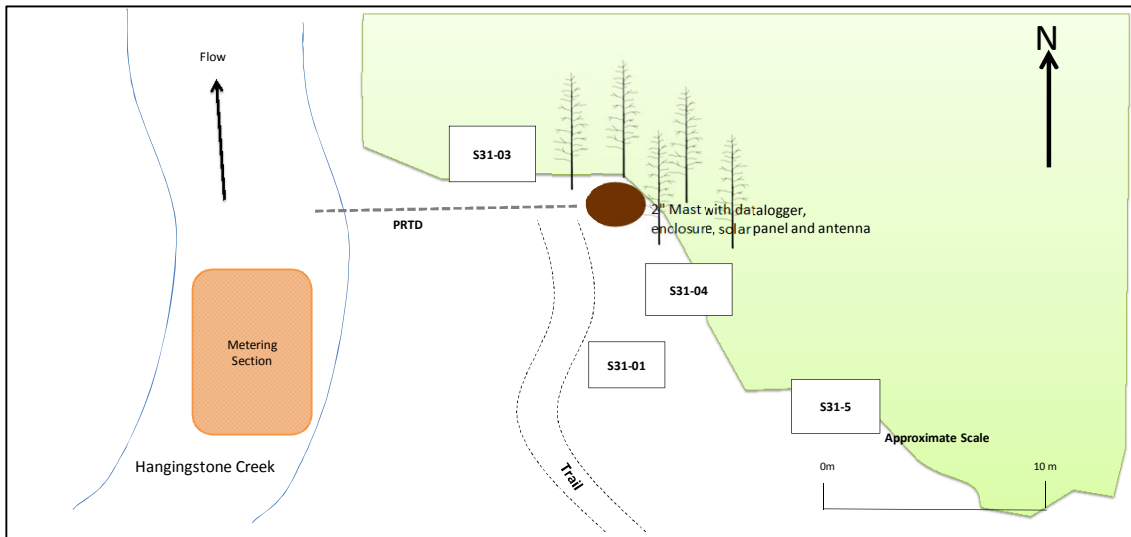 Flow
N
S31-03
PRTD
2" Mast with datalogger,
enclosure, solar panel and antenna
S31-04
Metering
Section
S31-01
S31-5
Approximate Scale
Hangingstone Creek
Trail
0m
10 m